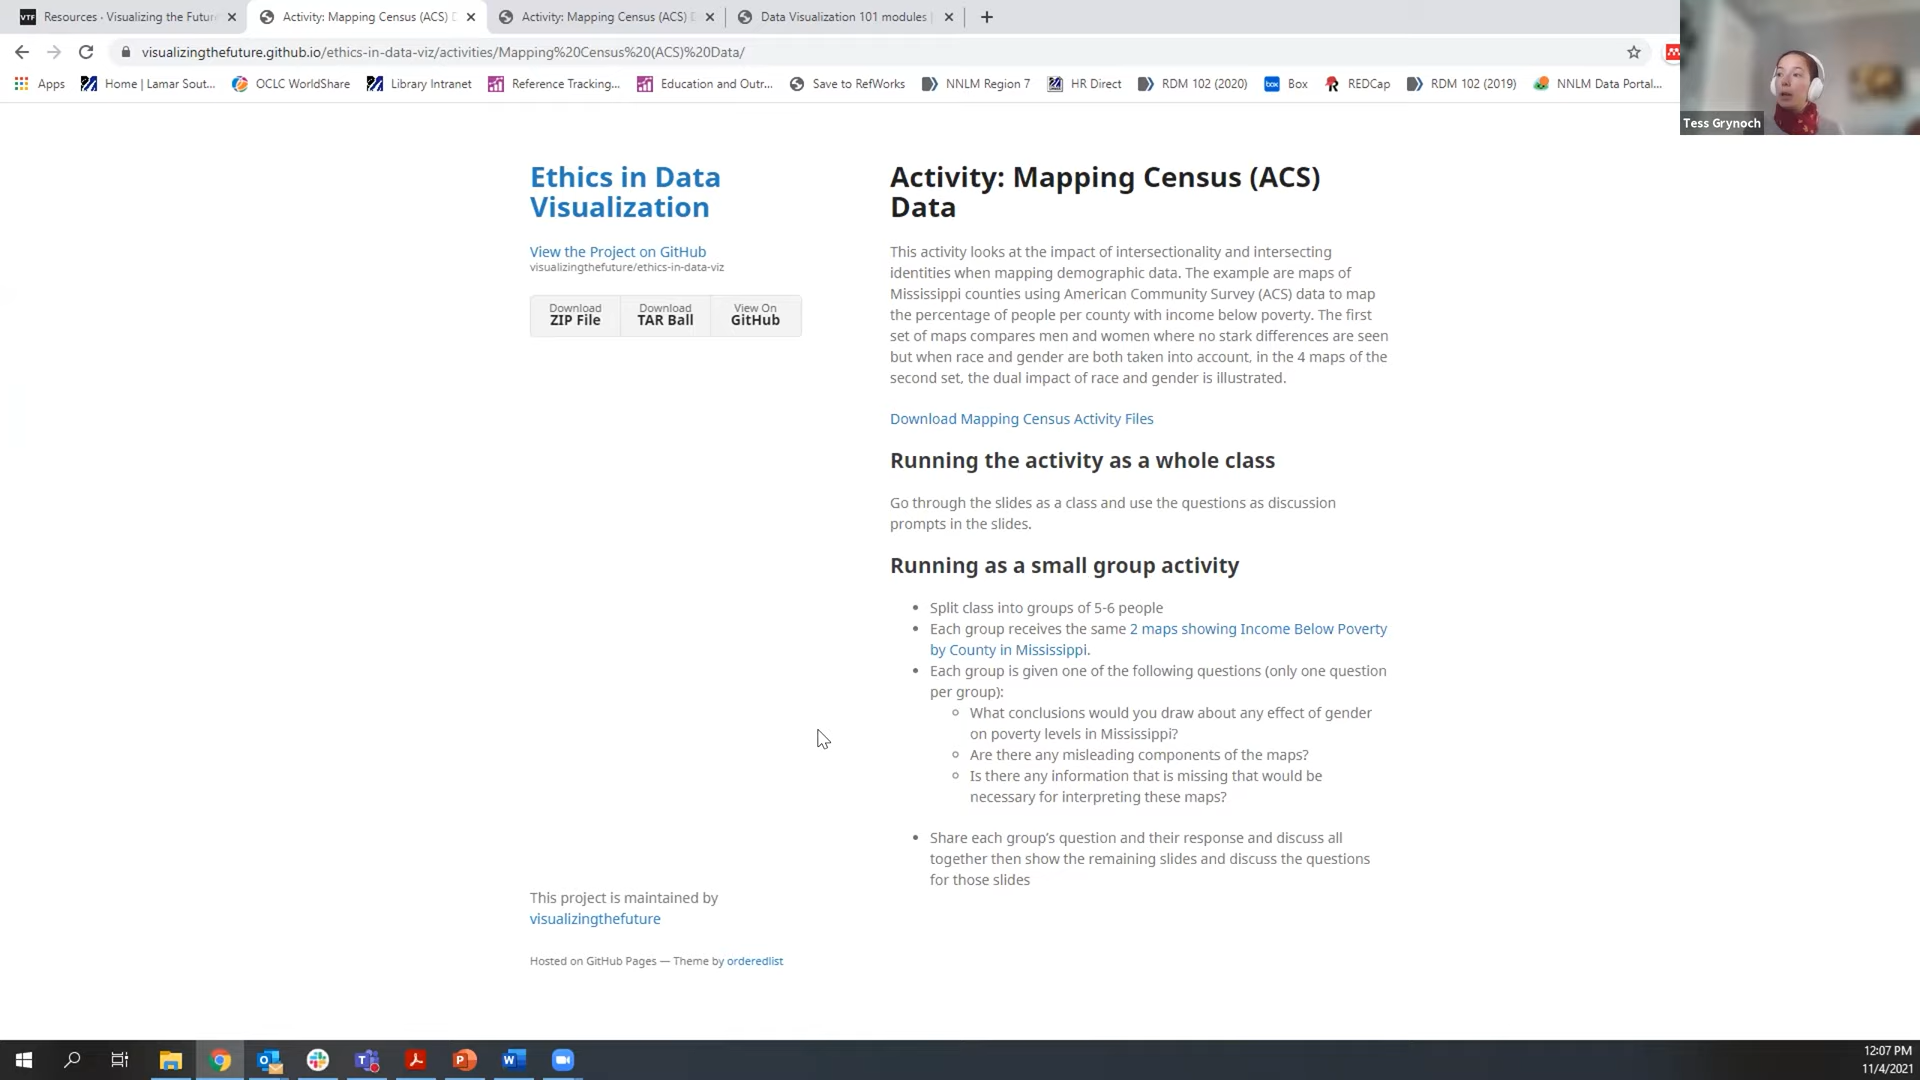 VTF Resources · Visualizing the Futur
Activity: Mapping Census (ACS) D
Activity: Mapping Census (ACS) D
Data Visualization 101 modules
visualizingthefuture.github.io/ethics-in-data-viz/activities/Mapping%20Census%20(ACS)%20Data/
Apps
Home | Lamar Sout...
OCLC WorldShare
Library Intranet
Reference Tracking...
Education and Outr...
Save to RefWorks
NNLM Region 7
HR Direct
RDM 102 (2020)
box Box
REDCap
RDM 102 (2019)
NNLM Data Portal...
Tess Grynoch
Ethics in Data
Visualization
View the Project on GitHub
visualizingthefuture/ethics-in-data-viz
Download
ZIP File
Download
TAR Ball
View On
GitHub
This project is maintained by
visualizingthefuture
Hosted on GitHub Pages — Theme by orderedlist
Activity: Mapping Census (ACS)
Data
This activity looks at the impact of intersectionality and intersecting
identities when mapping demographic data. The example are maps of
Mississippi counties using American Community Survey (ACS) data to map
the percentage of people per county with income below poverty. The first
set of maps compares men and women where no stark differences are seen
but when race and gender are both taken into account, in the 4 maps of the
second set, the dual impact of race and gender is illustrated.
Download Mapping Census Activity Files
Running the activity as a whole class
Go through the slides as a class and use the questions as discussion
prompts in the slides.
Running as a small group activity
• Split class into groups of 5-6 people
• Each group receives the same 2 maps showing Income Below Poverty
by County in Mississippi.
• Each group is given one of the following questions (only one question
per group):
◦ What conclusions would you draw about any effect of gender
on poverty levels in Mississippi?
◦ Are there any misleading components of the maps?
◦ Is there any information that is missing that would be
necessary for interpreting these maps?
• Share each group's question and their response and discuss all
together then show the remaining slides and discuss the questions
for those slides
12:07 PM
11/4/2021